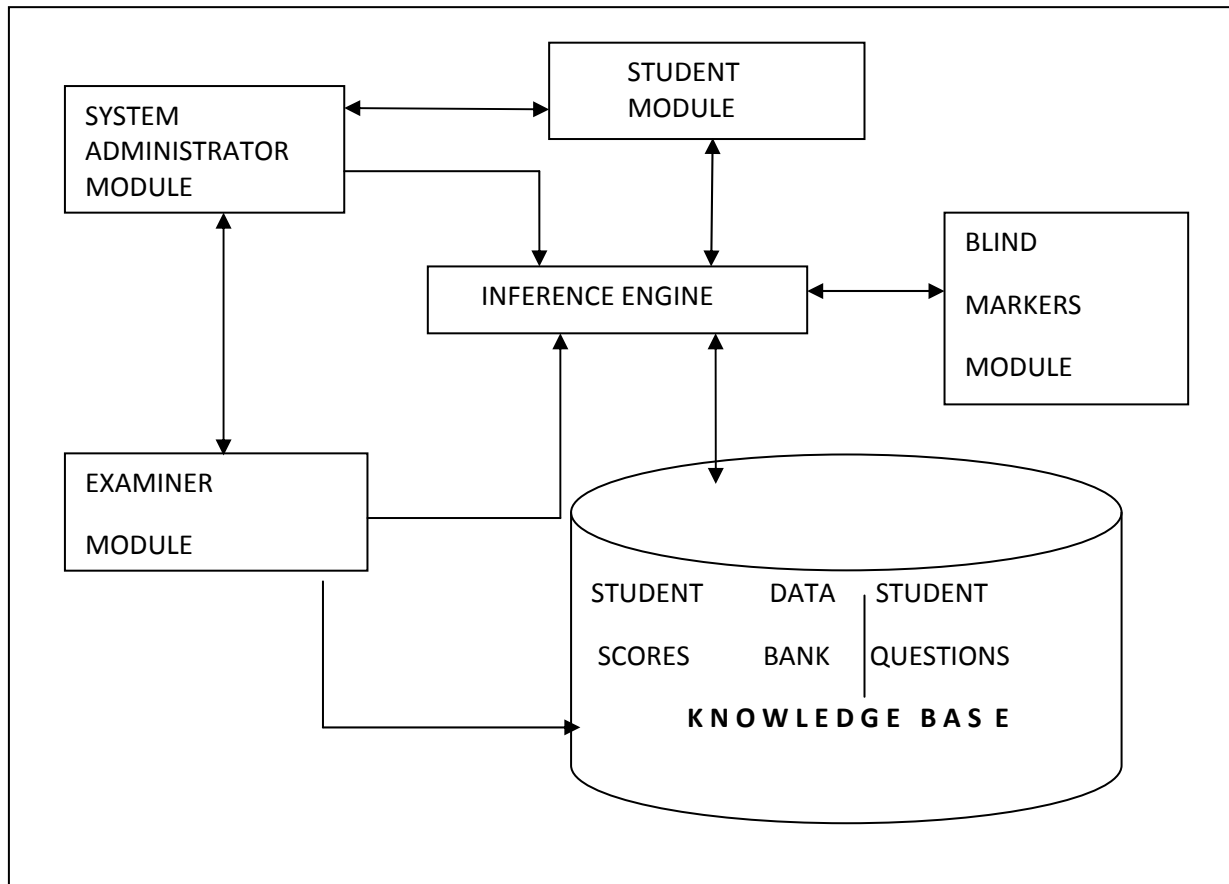 STUDENT
MODULE
SYSTEM
ADMINISTRATOR
MODULE
BLIND
MARKERS
MODULE
INFERENCE ENGINE
EXAMINER
MODULE
STUDENT DATA STUDENT
SCORES BANK QUESTIONS
KNOWLEDGE BASE